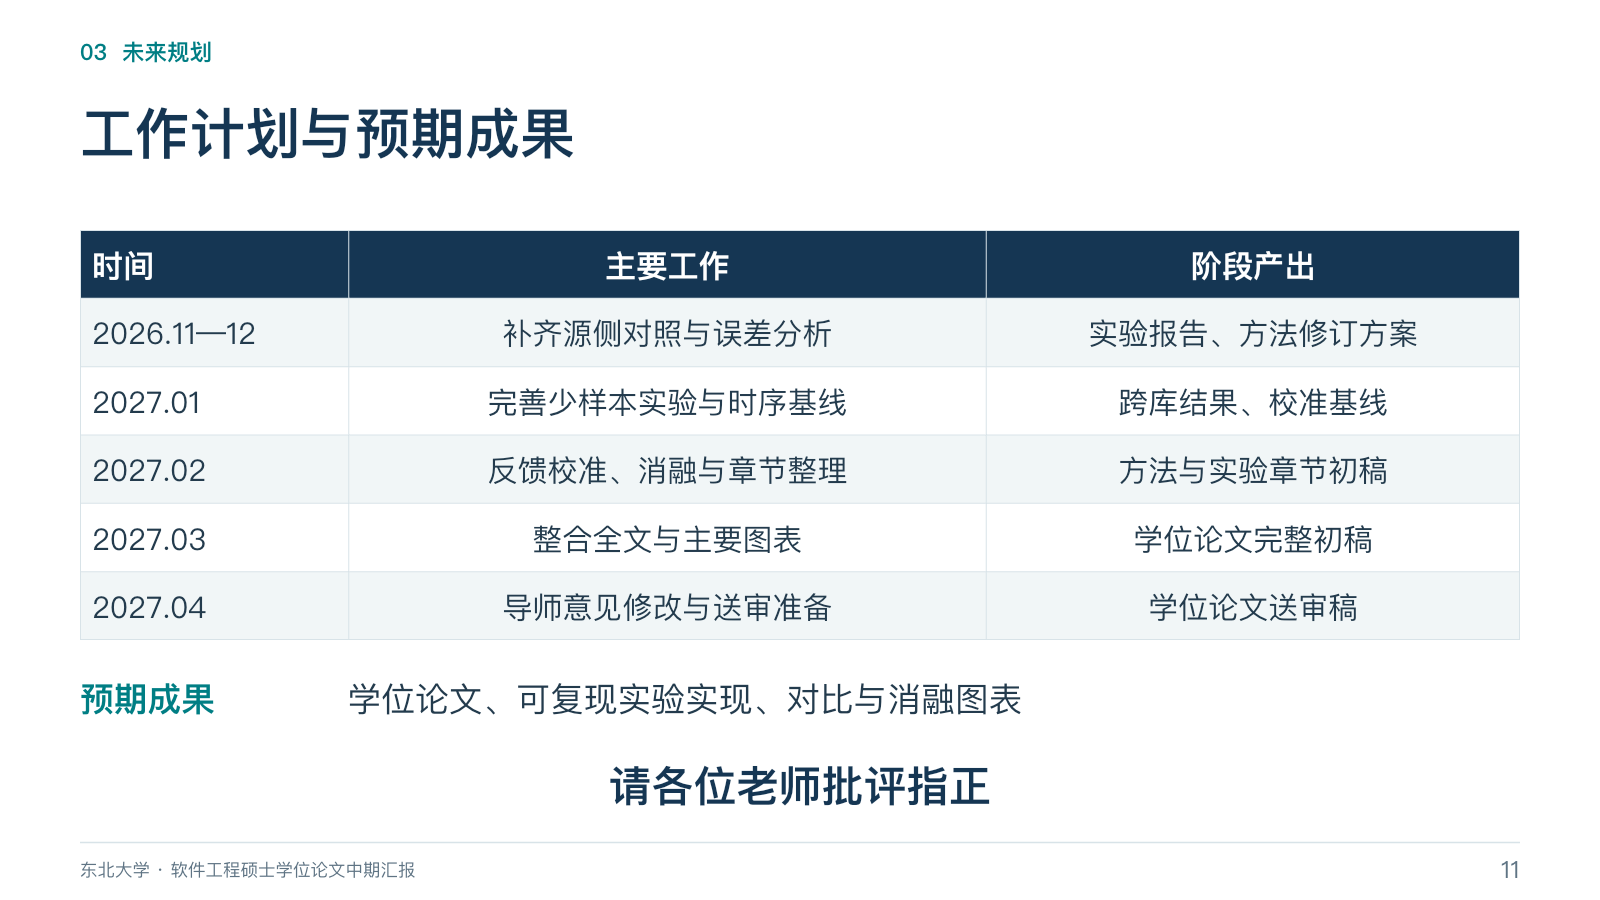 03 未来规划
工作计划与预期成果
时间 主要工作 阶段产出
2026.11—12 补齐源侧对照与误差分析 实验报告、方法修订方案
2027.01 完善少样本实验与时序基线 跨库结果、校准基线
2027.02 反馈校准、消融与章节整理 方法与实验章节初稿
2027.03 整合全文与主要图表 学位论文完整初稿
2027.04 导师意见修改与送审准备 学位论文送审稿
预期成果 学位论文、可复现实验实现、对比与消融图表
请各位老师批评指正
东北大学 · 软件工程硕士学位论文中期汇报 11